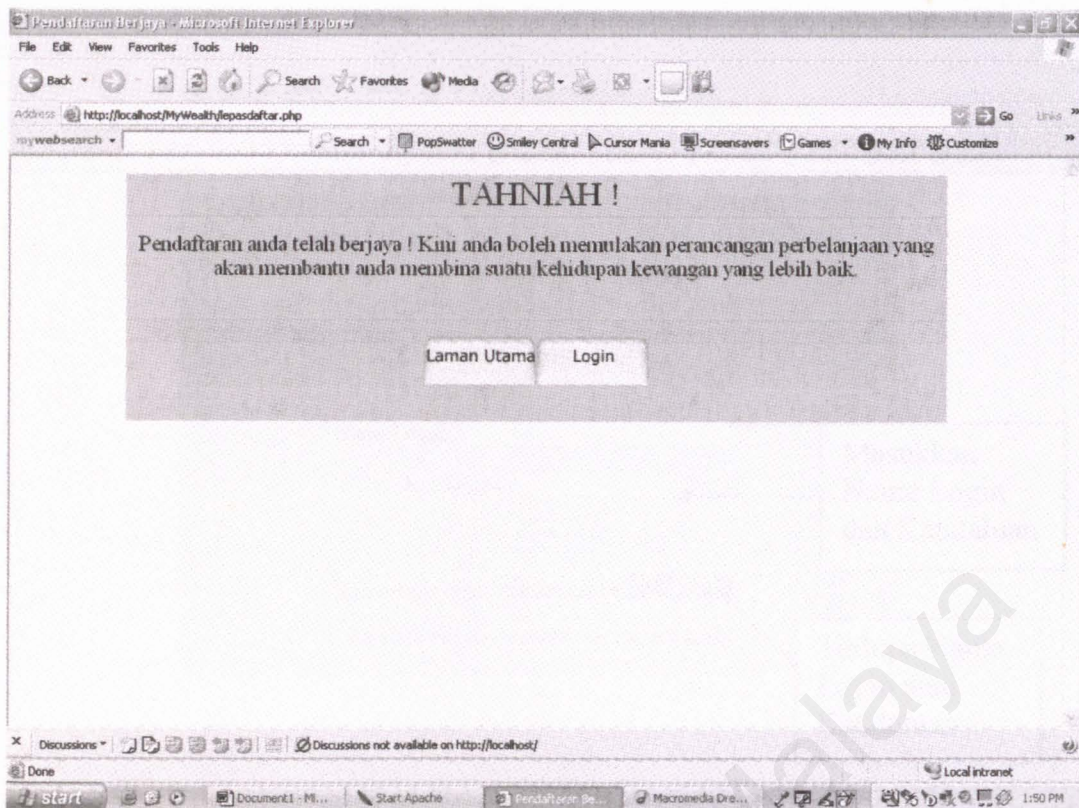 Pendaftaran Berjaya - Microsoft Internet Explorer
File Edit View Favorites Tools Help
Back Search Favorites Media
Address http://localhost/MyWealth/lepasdaftar.php Go Links »
mywebsearch Search PopSwatter Smiley Central Cursor Mania Screensavers Games My Info Customize »
TAHNIAH !
Pendaftaran anda telah berjaya ! Kini anda boleh memulakan perancangan perbelanjaan yang
akan membantu anda membina suatu kehidupan kewangan yang lebih baik.
Laman Utama Login
Discussions Discussions not available on http://localhost/
Done Local intranet
start Document1 - M... Start Apache Pendaftaran Be... Macromedia Dre... 1:50 PM
alaya